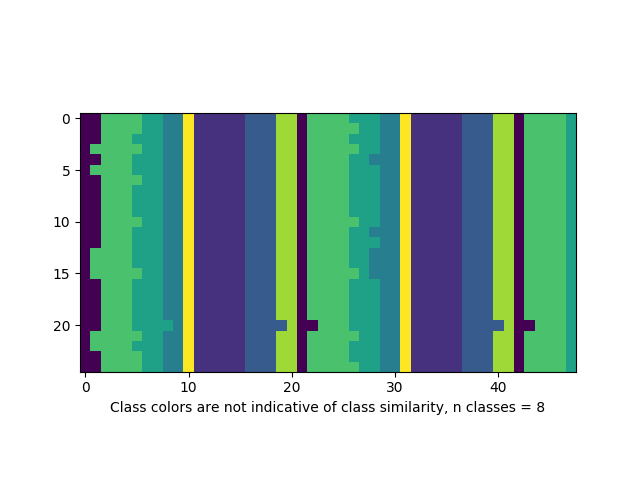 0
5
10
15
20
0 10 20 30 40
Class colors are not indicative of class similarity, n classes = 8